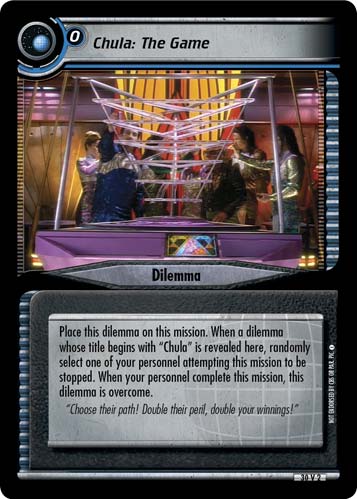 0 Chula: The Game
Dilemma
Place this dilemma on this mission. When a dilemma
whose title begins with “Chula” is revealed here, randomly
select one of your personnel attempting this mission to be
stopped. When your personnel complete this mission, this
dilemma is overcome.
“Choose their path! Double their peril, double your winnings!”
NOT ENDORSED BY CBS OR PAR. PIC.
30 V 2